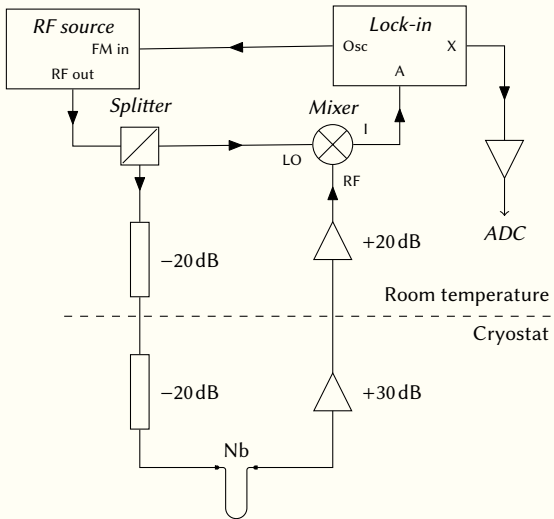 RF source
FM in
RF out
Lock-in
Osc
X
A
Splitter
Mixer
I
LO
RF
ADC
−20 dB
+20 dB
Room temperature
Cryostat
−20 dB
+30 dB
Nb